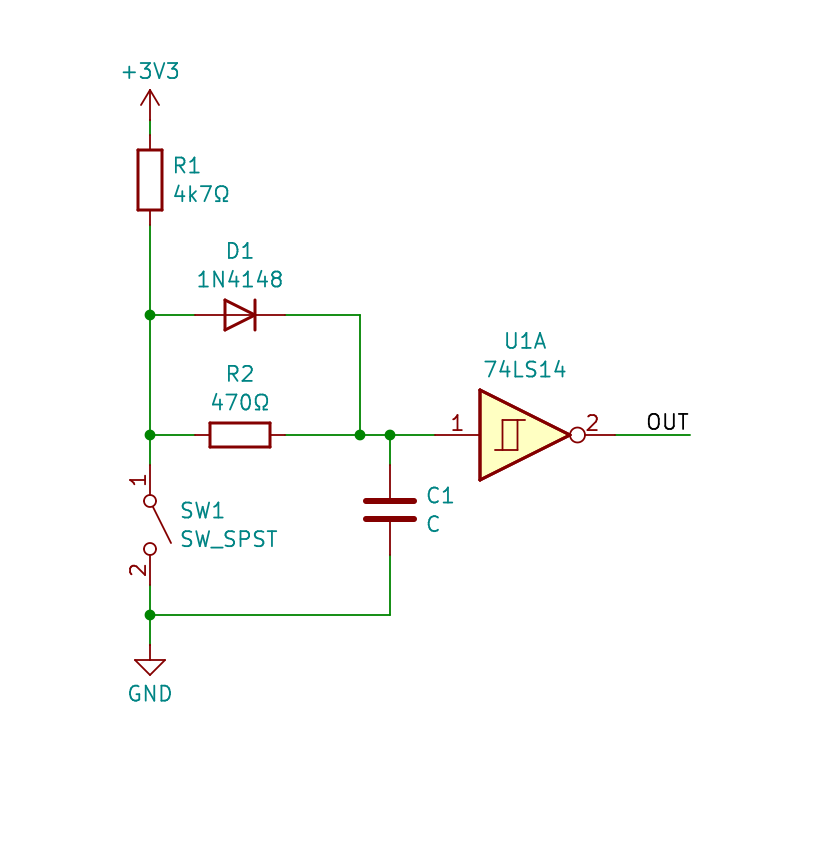 +3V3
R1
4k7Ω
D1
1N4148
R2
470Ω
U1A
74LS14
1
2
OUT
1
SW1
SW_SPST
2
C1
C
GND